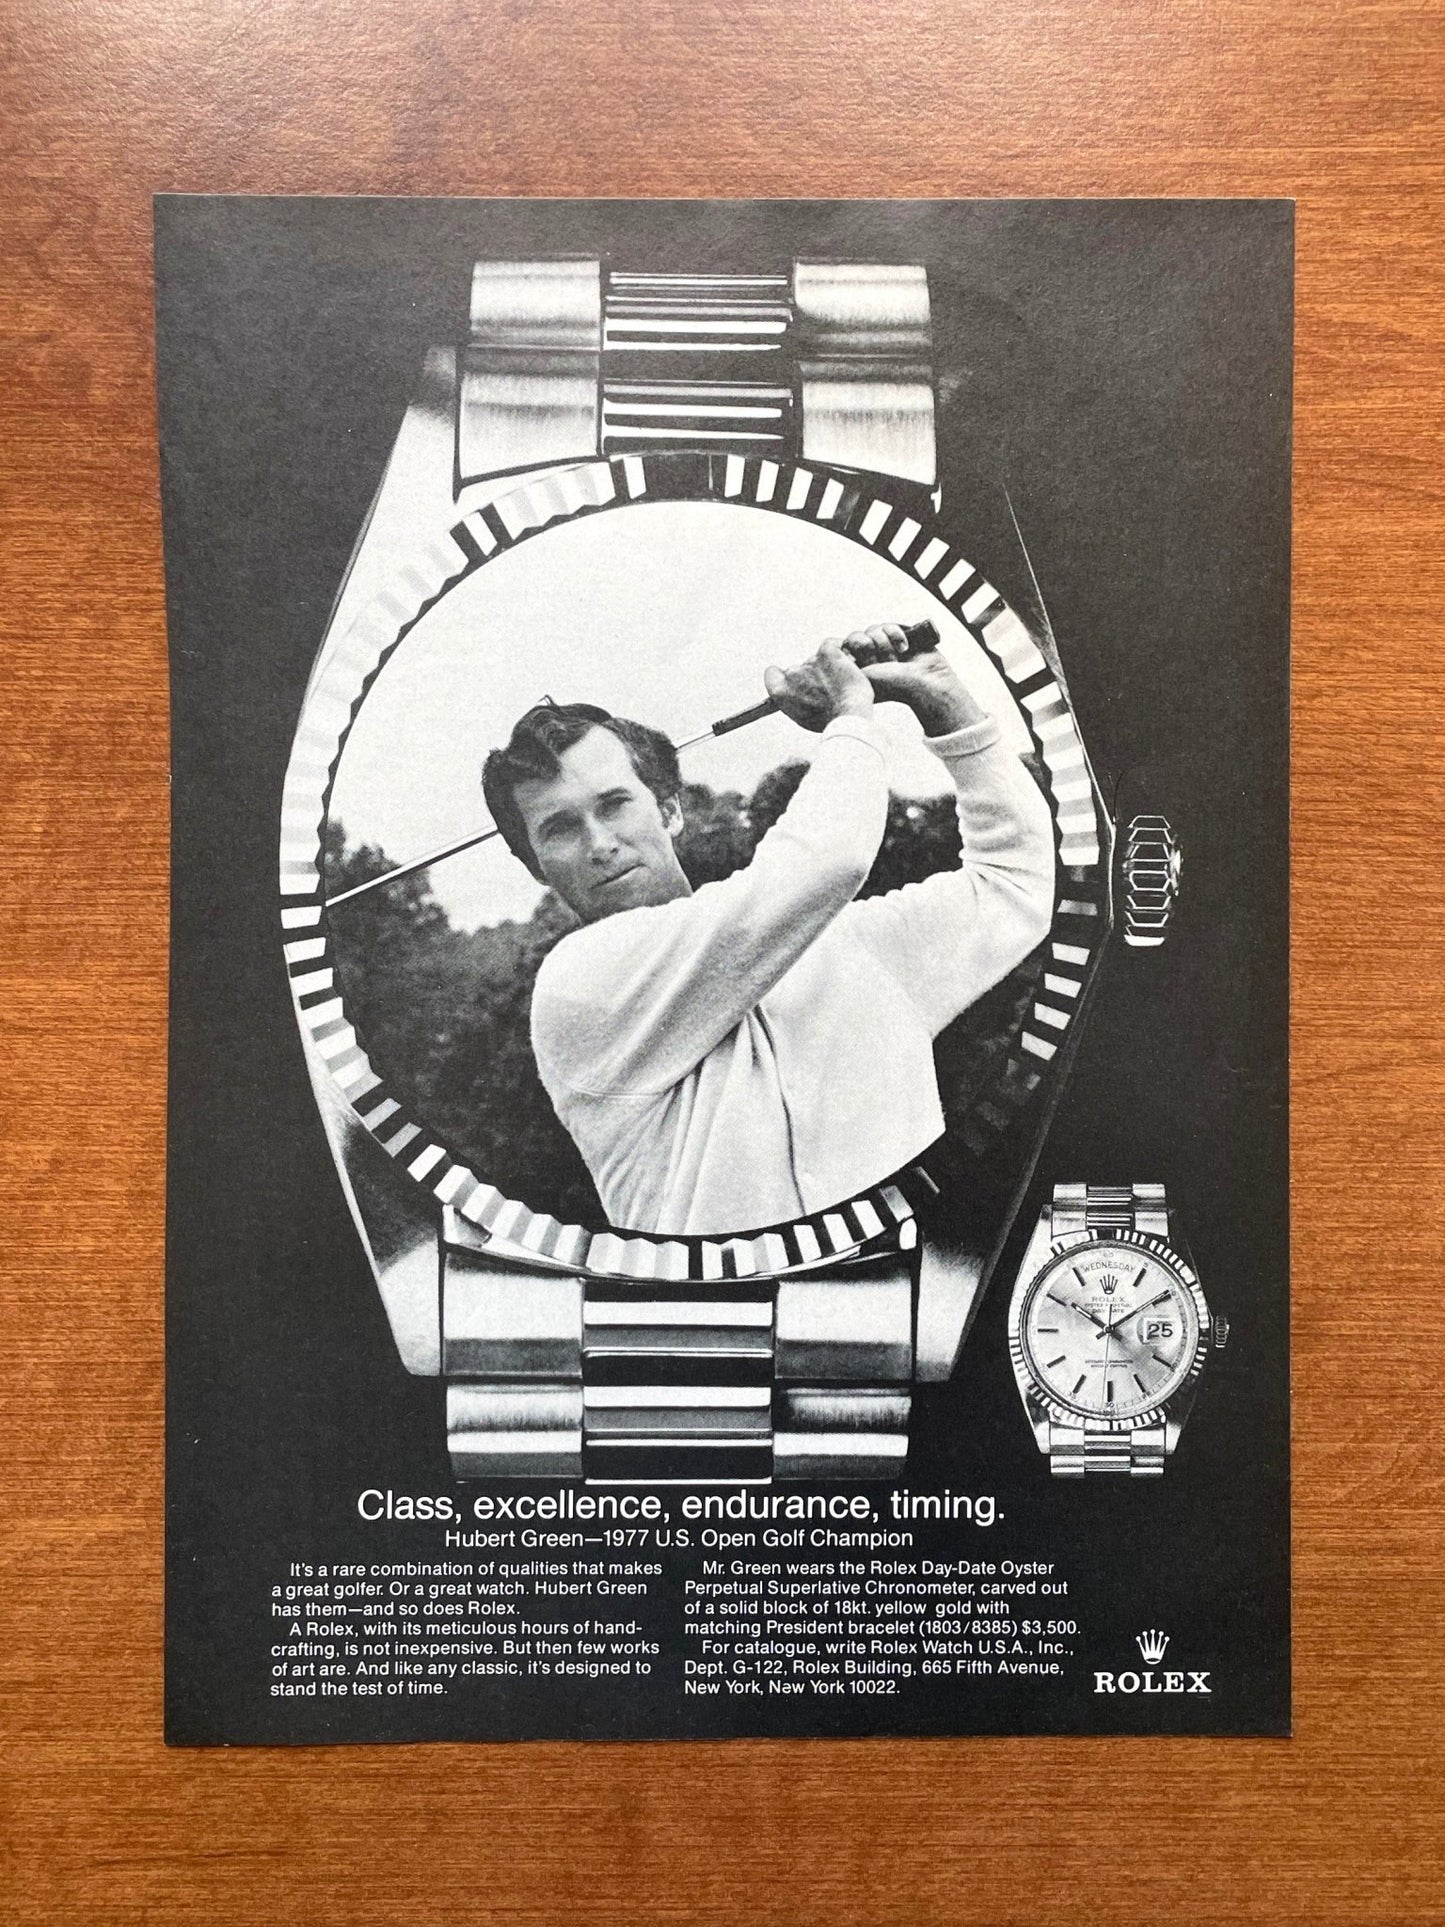 WEDNESDAY
ROLEX
OYSTER PERPETUAL
DAY-DATE
25
Class, excellence, endurance, timing.
Hubert Green—1977 U.S. Open Golf Champion
It's a rare combination of qualities that makes
a great golfer. Or a great watch. Hubert Green
has them—and so does Rolex.
A Rolex, with its meticulous hours of hand-
crafting, is not inexpensive. But then few works
of art are. And like any classic, it's designed to
stand the test of time.
Mr. Green wears the Rolex Day-Date Oyster
Perpetual Superlative Chronometer, carved out
of a solid block of 18kt. yellow gold with
matching President bracelet (1803/8385) $3,500.
For catalogue, write Rolex Watch U.S.A., Inc.,
Dept. G-122, Rolex Building, 665 Fifth Avenue,
New York, New York 10022.
ROLEX